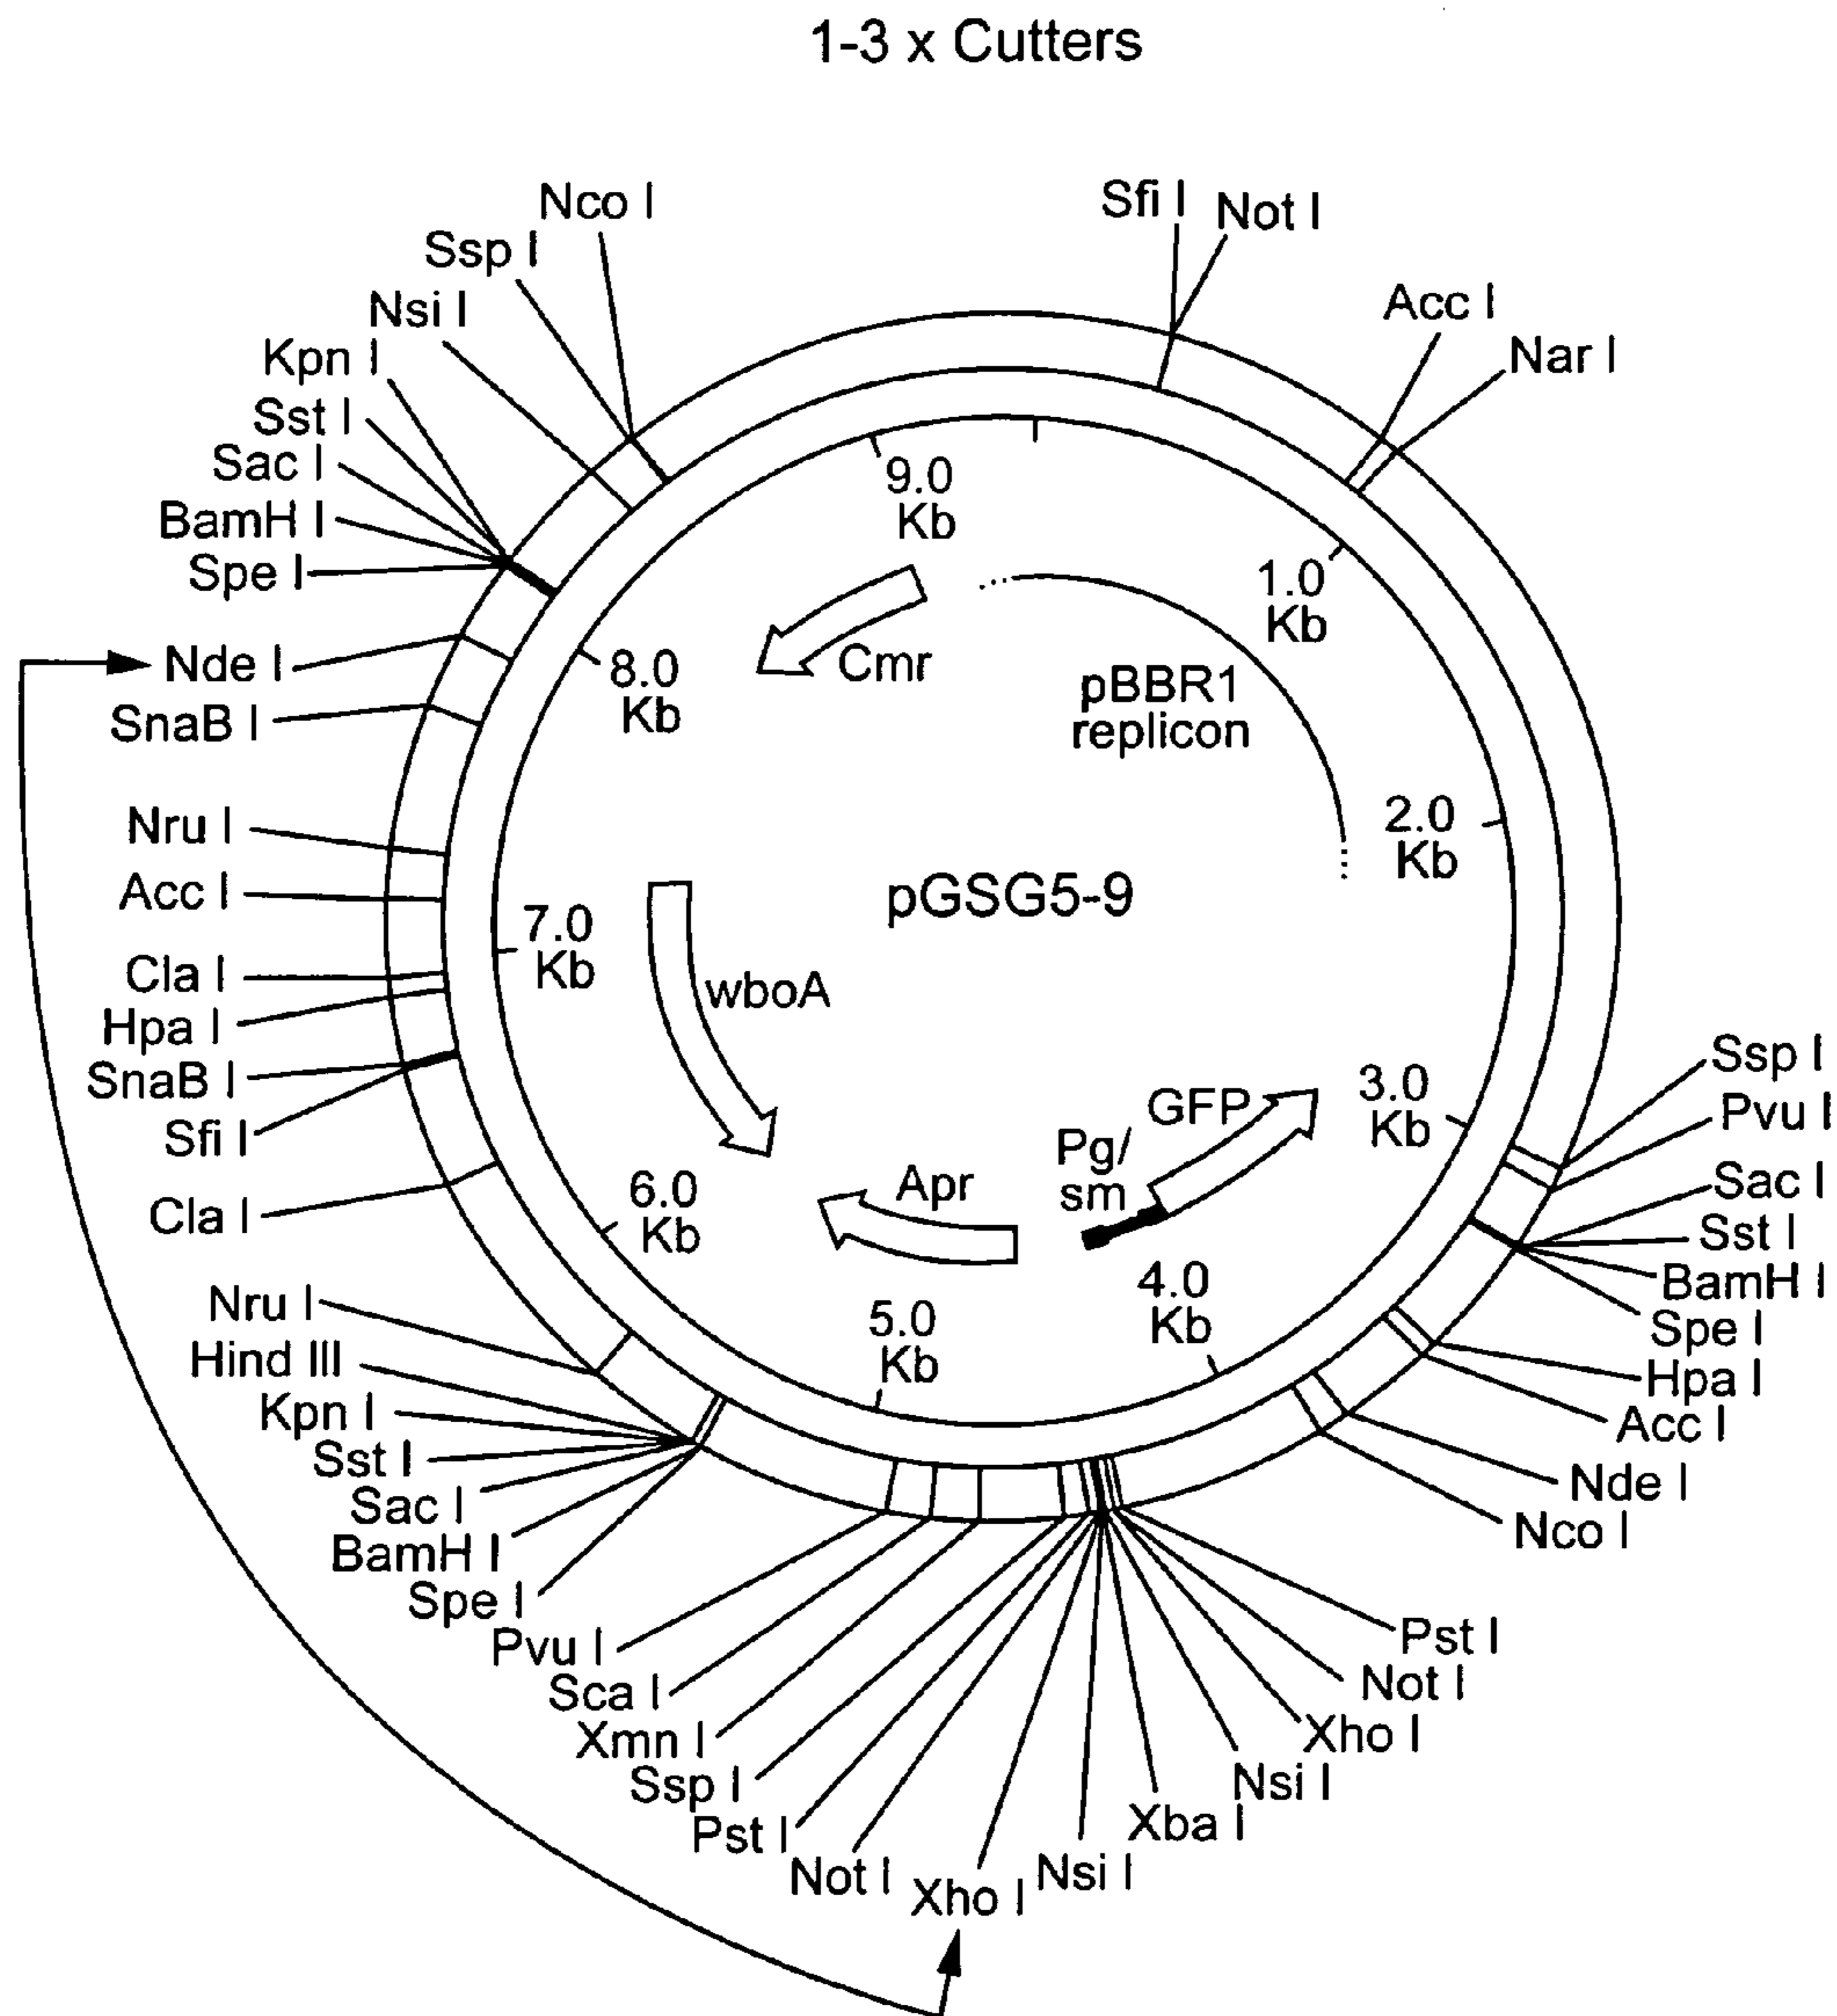 1-3 x Cutters
Sfi I
Not I
Acc I
Nar I
Ssp I
Pvu I
Sac I
Sst I
BamH I
Spe I
Hpa I
Acc I
Nde I
Nco I
Pst I
Not I
Xho I
Nsi I
Xba I
Nsi I
Xho I
Not I
Pst I
Ssp I
Xmn I
Sca I
Pvu I
Spe I
BamH I
Sac I
Sst I
Kpn I
Hind III
Nru I
Cla I
Sfi I
SnaB I
Hpa I
Cla I
Acc I
Nru I
SnaB I
Nde I
Spe I
BamH I
Sac I
Sst I
Kpn I
Nsi I
Ssp I
Nco I
1.0
Kb
2.0
Kb
3.0
Kb
4.0
Kb
5.0
Kb
6.0
Kb
7.0
Kb
8.0
Kb
9.0
Kb
Cmr
pBBR1
replicon
pGSG5-9
wboA
GFP
Pg/
sm
Apr